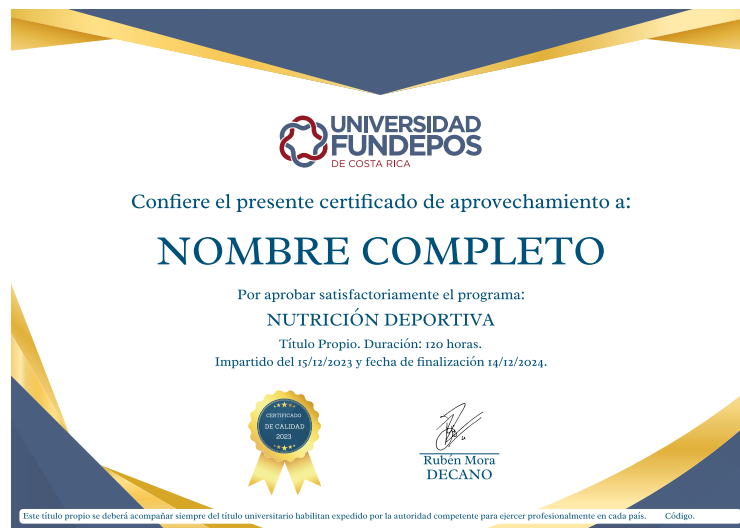 UNIVERSIDAD
FUNDEPOS
DE COSTA RICA
Confiere el presente certificado de aprovechamiento a:
NOMBRE COMPLETO
Por aprobar satisfactoriamente el programa:
NUTRICIÓN DEPORTIVA
Título Propio. Duración: 120 horas.
Impartido del 15/12/2023 y fecha de finalización 14/12/2024.
CERTIFICADO
DE CALIDAD
2023
Rubén Mora
DECANO
Este título propio se deberá acompañar siempre del título universitario habilitan expedido por la autoridad competente para ejercer profesionalmente en cada país. Código.